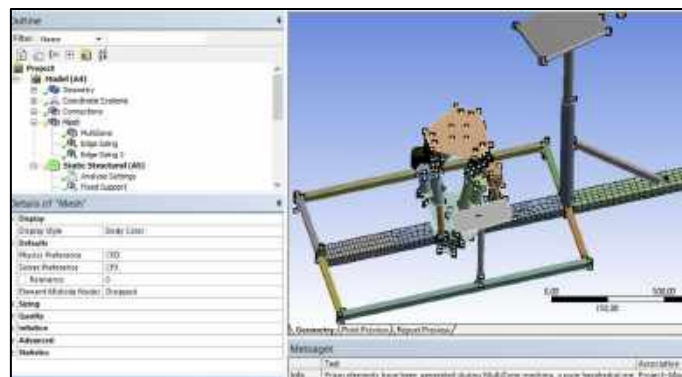 Outline
Filter: Name
Project
Model (A4)
Geometry
Coordinate Systems
Connections
Mesh
MultiZone
Edge Sizing
Edge Sizing 2
Static Structural (A5)
Analysis Settings
Fixed Support
Details of "Mesh"
Display
Display Style Body Color
Defaults
Physics Preference CFD
Solver Preference CFX
Relevance 0
Element Midside Nodes Dropped
Sizing
Quality
Inflation
Advanced
Statistics
0.00 500.00
Geometry Print Preview Report Preview
Messages
Text Associative
Info